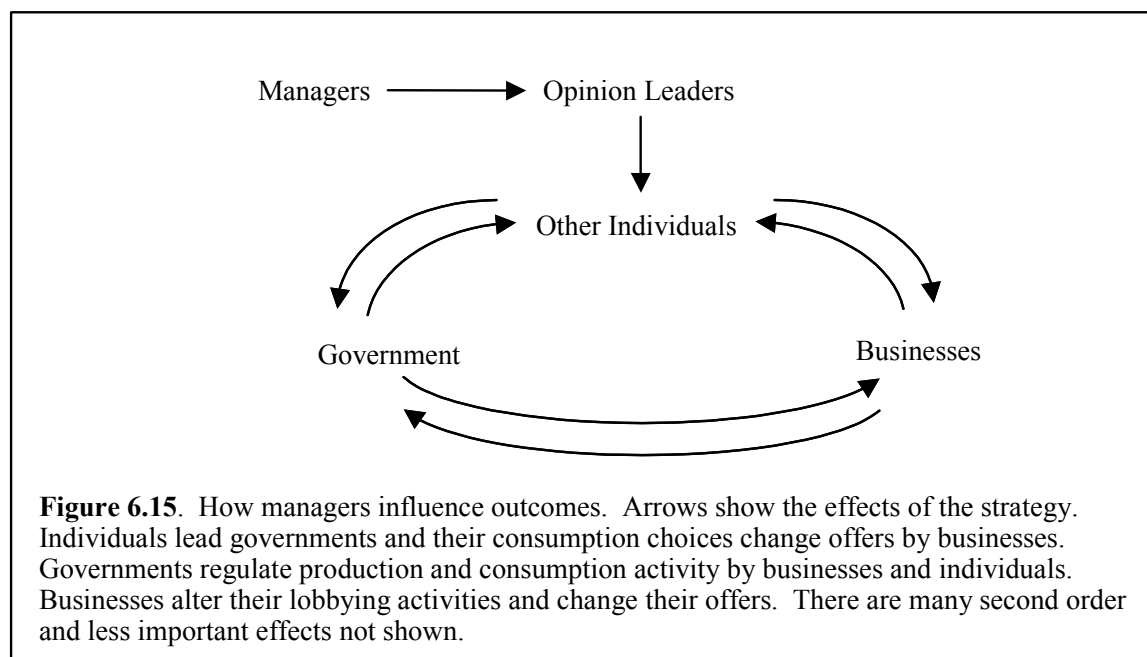 Managers
Opinion Leaders
Other Individuals
Government
Businesses
Figure 6.15.  How managers influence outcomes.  Arrows show the effects of the strategy.
Individuals lead governments and their consumption choices change offers by businesses.
Governments regulate production and consumption activity by businesses and individuals.
Businesses alter their lobbying activities and change their offers.  There are many second order
and less important effects not shown.